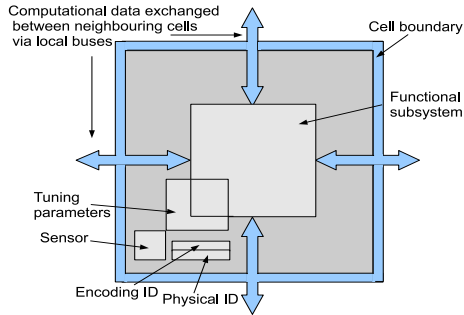 Computational data exchanged
between neighbouring cells
via local buses
Cell boundary
Functional
subsystem
Tuning
parameters
Sensor
Encoding ID
Physical ID